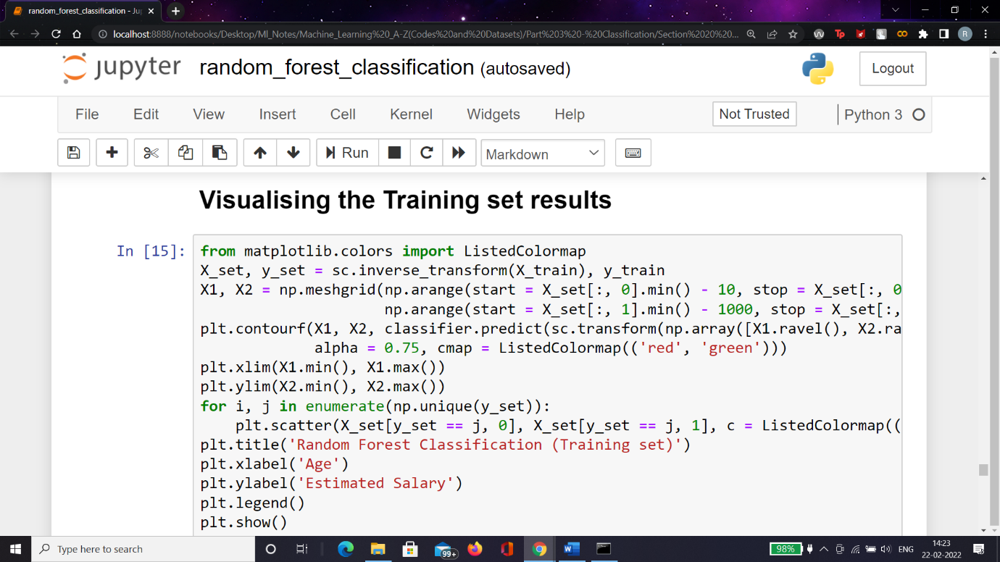 random_forest_classification - Ju
localhost:8888/notebooks/Desktop/Ml_Notes/Machine_Learning%20_A-Z(Codes%20and%20Datasets)/Part%203%20-%20Classification/Section%2020%20...
Tp
R
jupyter random_forest_classification (autosaved)
Logout
File Edit View Insert Cell Kernel Widgets Help
Not Trusted
Python 3
Run
Markdown
Visualising the Training set results
In [15]:
from matplotlib.colors import ListedColormap
X_set, y_set = sc.inverse_transform(X_train), y_train
X1, X2 = np.meshgrid(np.arange(start = X_set[:, 0].min() - 10, stop = X_set[:, 0
                     np.arange(start = X_set[:, 1].min() - 1000, stop = X_set[:,
plt.contourf(X1, X2, classifier.predict(sc.transform(np.array([X1.ravel(), X2.ra
             alpha = 0.75, cmap = ListedColormap(('red', 'green')))
plt.xlim(X1.min(), X1.max())
plt.ylim(X2.min(), X2.max())
for i, j in enumerate(np.unique(y_set)):
    plt.scatter(X_set[y_set == j, 0], X_set[y_set == j, 1], c = ListedColormap((
plt.title('Random Forest Classification (Training set)')
plt.xlabel('Age')
plt.ylabel('Estimated Salary')
plt.legend()
plt.show()
Type here to search
99+
98%
ENG
14:23
22-02-2022